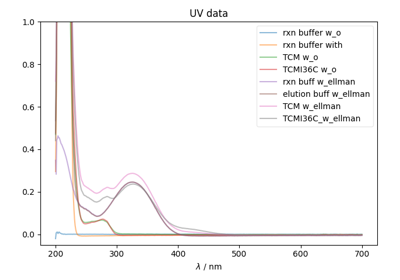 UV data
1.0
0.8
0.6
0.4
0.2
0.0
200
300
400
500
600
700
λ / nm
rxn buffer w_o
rxn buffer with
TCM w_o
TCMI36C w_o
rxn buff w_ellman
elution buff w_ellman
TCM w_ellman
TCMI36C_w_ellman